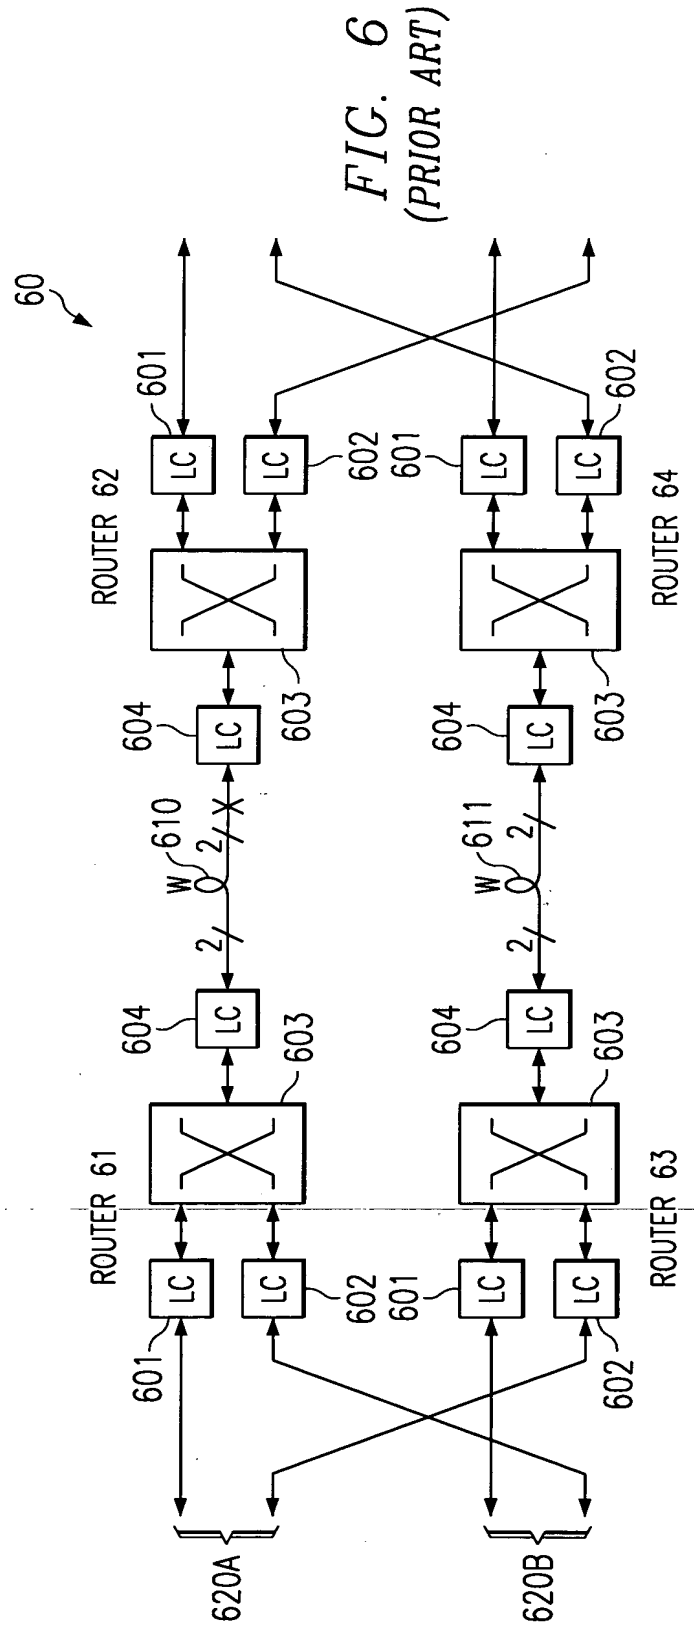 60
FIG. 6
(PRIOR ART)
ROUTER 61
ROUTER 62
601
LC
603
604
LC
W
610
2
2
X
604
LC
603
LC
601
620A
LC
602
LC
602
601
LC
603
604
LC
W
611
2
2
604
LC
603
601
LC
620B
LC
602
LC
602
ROUTER 63
ROUTER 64